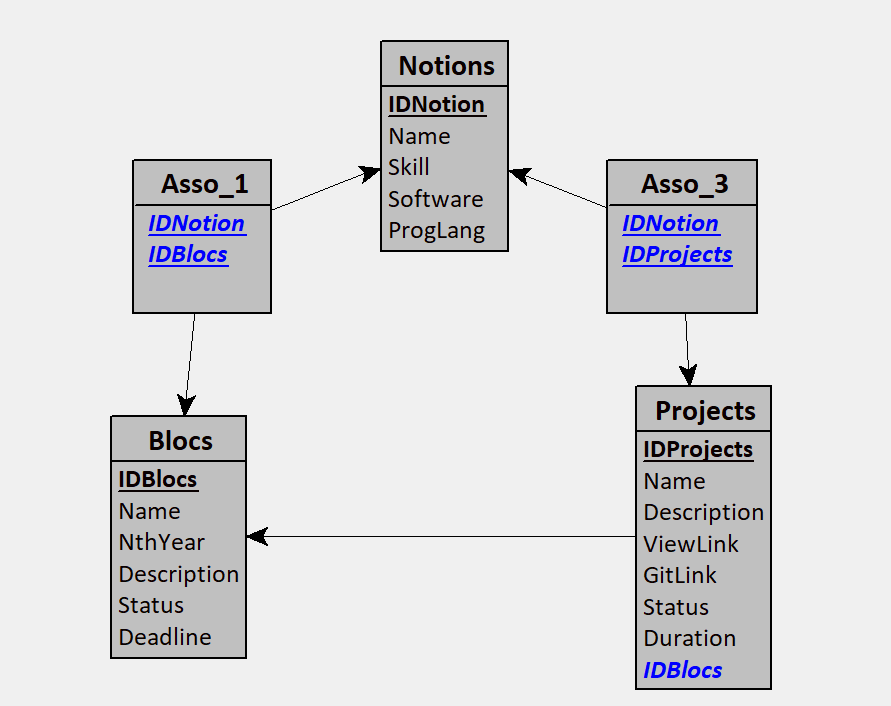 Notions
IDNotion
Name
Skill
Software
ProgLang
Asso_1
IDNotion
IDBlocs
Asso_3
IDNotion
IDProjects
Blocs
IDBlocs
Name
NthYear
Description
Status
Deadline
Projects
IDProjects
Name
Description
ViewLink
GitLink
Status
Duration
IDBlocs